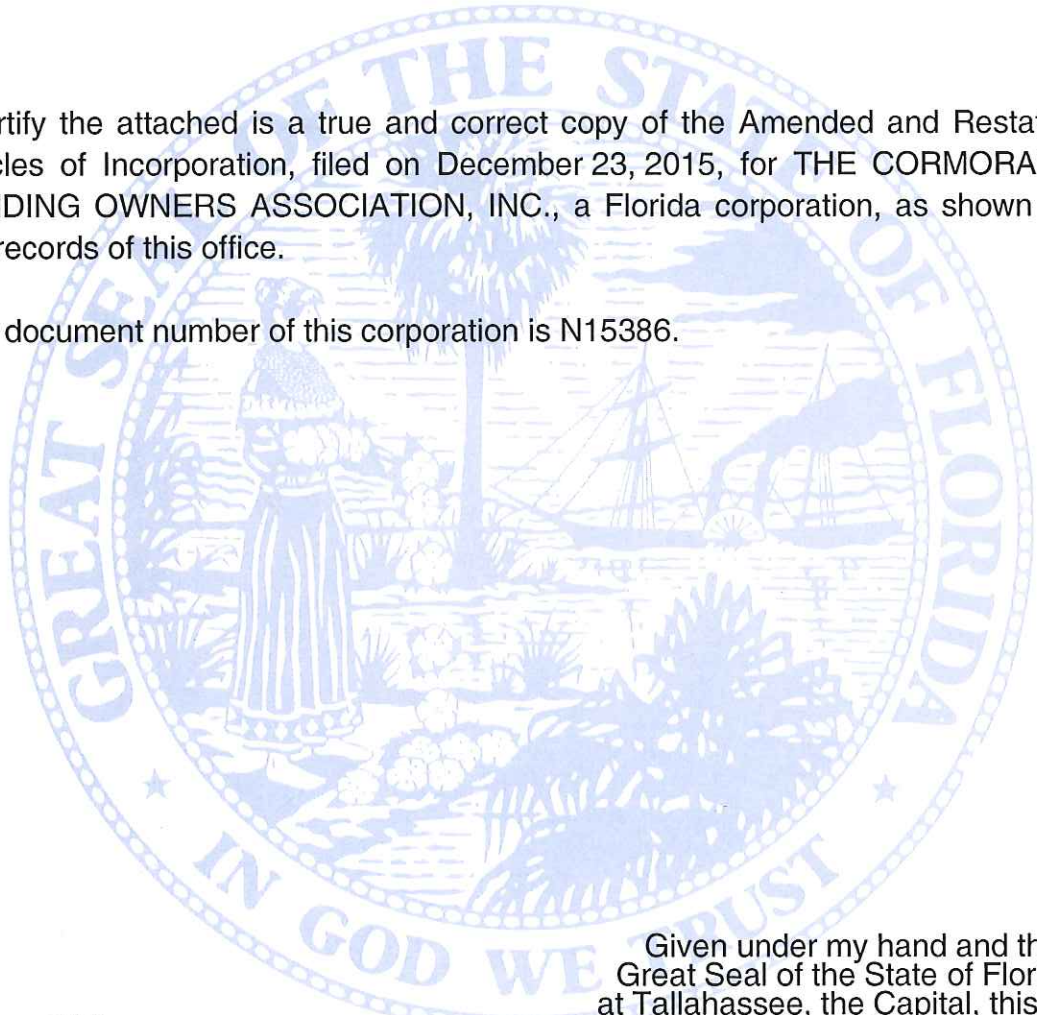 rtify the attached is a true and correct copy of the Amended and Restat
cles of Incorporation, filed on December 23, 2015, for THE CORMORA
DING OWNERS ASSOCIATION, INC., a Florida corporation, as shown
records of this office.
document number of this corporation is N15386.
GREAT SEAL OF THE STATE OF FLORIDA
IN GOD WE TRUST
Given under my hand and th
Great Seal of the State of Flor
at Tallahassee, the Capital, this